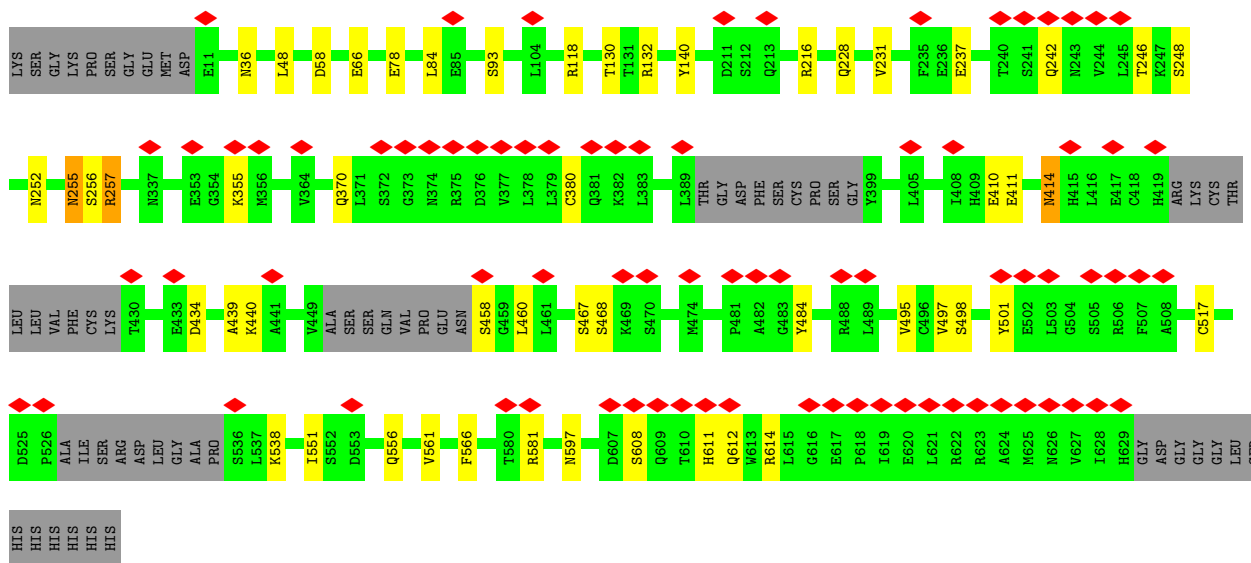 LYS SER GLY LYS PRO SER GLY GLU MET ASP E11 N36 L48 D58 E66 E78 L84 E85 S93 L104 R118 T130 T131 R132 Y140 D211 S212 Q213 R216 Q228 V231 F235 E236 E237 T240 S241 Q242 N243 V244 L245 T246 K247 S248
N252 N255 S256 R257 N337 E353 G354 K355 M356 V364 Q370 L371 S372 G373 N374 R375 D376 V377 L378 L379 C380 Q381 K382 L383 L389 THR GLY ASP PHE SER CYS PRO SER GLY Y399 L405 I408 H409 E410 E411 N414 H415 L416 E417 C418 H419 ARG LYS CYS THR
LEU LEU VAL PHE CYS LYS T430 E433 D434 A439 K440 A441 V449 ALA SER SER GLN VAL PRO GLU ASN S458 G459 L460 L461 S467 S468 K469 S470 M474 P481 A482 G483 Y484 R488 L489 V495 C496 V497 S498 Y501 E502 L503 G504 S505 R506 F507 A508 C517
D525 P526 ALA ILE SER ARG ASP LEU GLY ALA PRO S536 L537 K538 I551 S552 D553 Q556 V561 F566 T580 R581 N597 D607 S608 Q609 T610 H611 Q612 W613 R614 L615 G616 E617 P618 I619 E620 L621 R622 R623 A624 M625 N626 V627 I628 H629 GLY ASP GLY GLY GLY LEU
HIS HIS HIS HIS HIS HIS